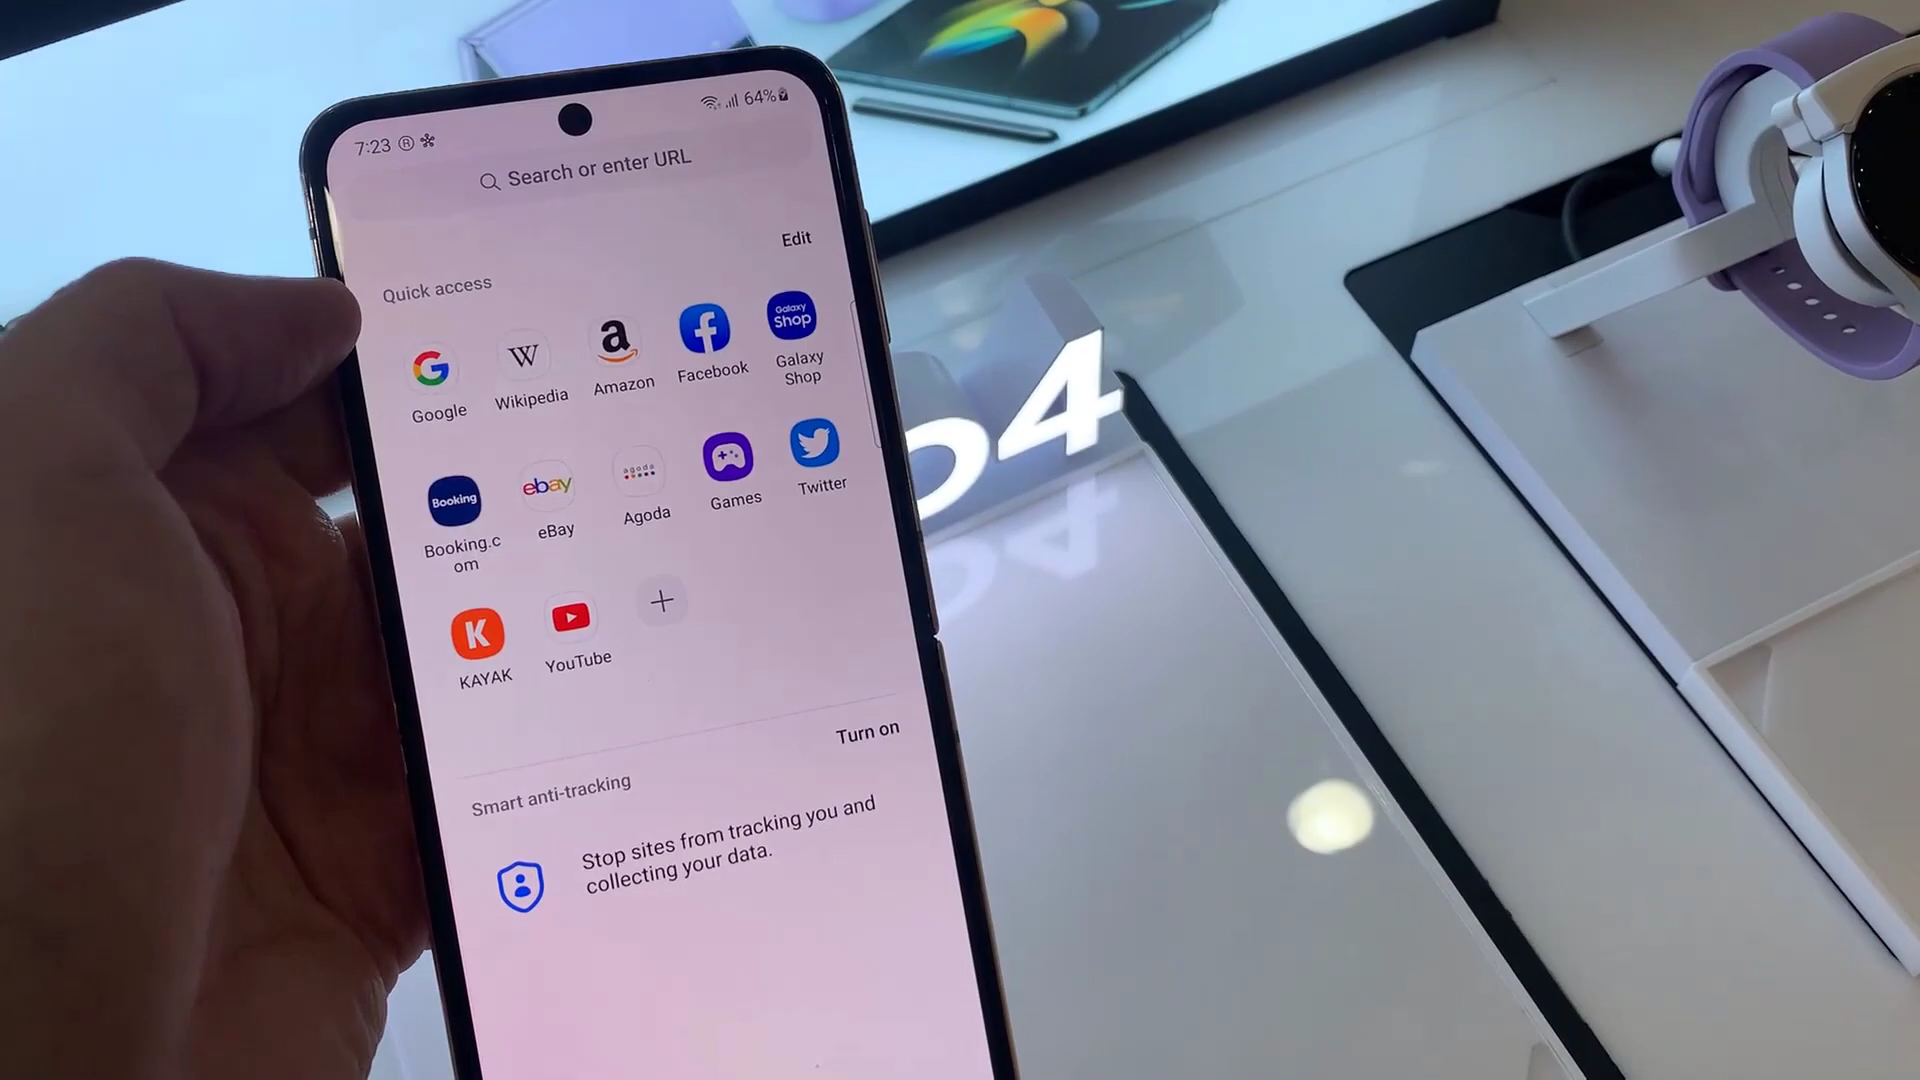 7:23 64%
Search or enter URL
Edit
Quick access
Google
Wikipedia
a
Amazon
Facebook
Galaxy
Shop
Galaxy
Shop
Booking
Booking.c
om
ebay
eBay
agoda
Agoda
Games
Twitter
K
KAYAK
YouTube
Turn on
Smart anti-tracking
Stop sites from tracking you and
collecting your data.
4